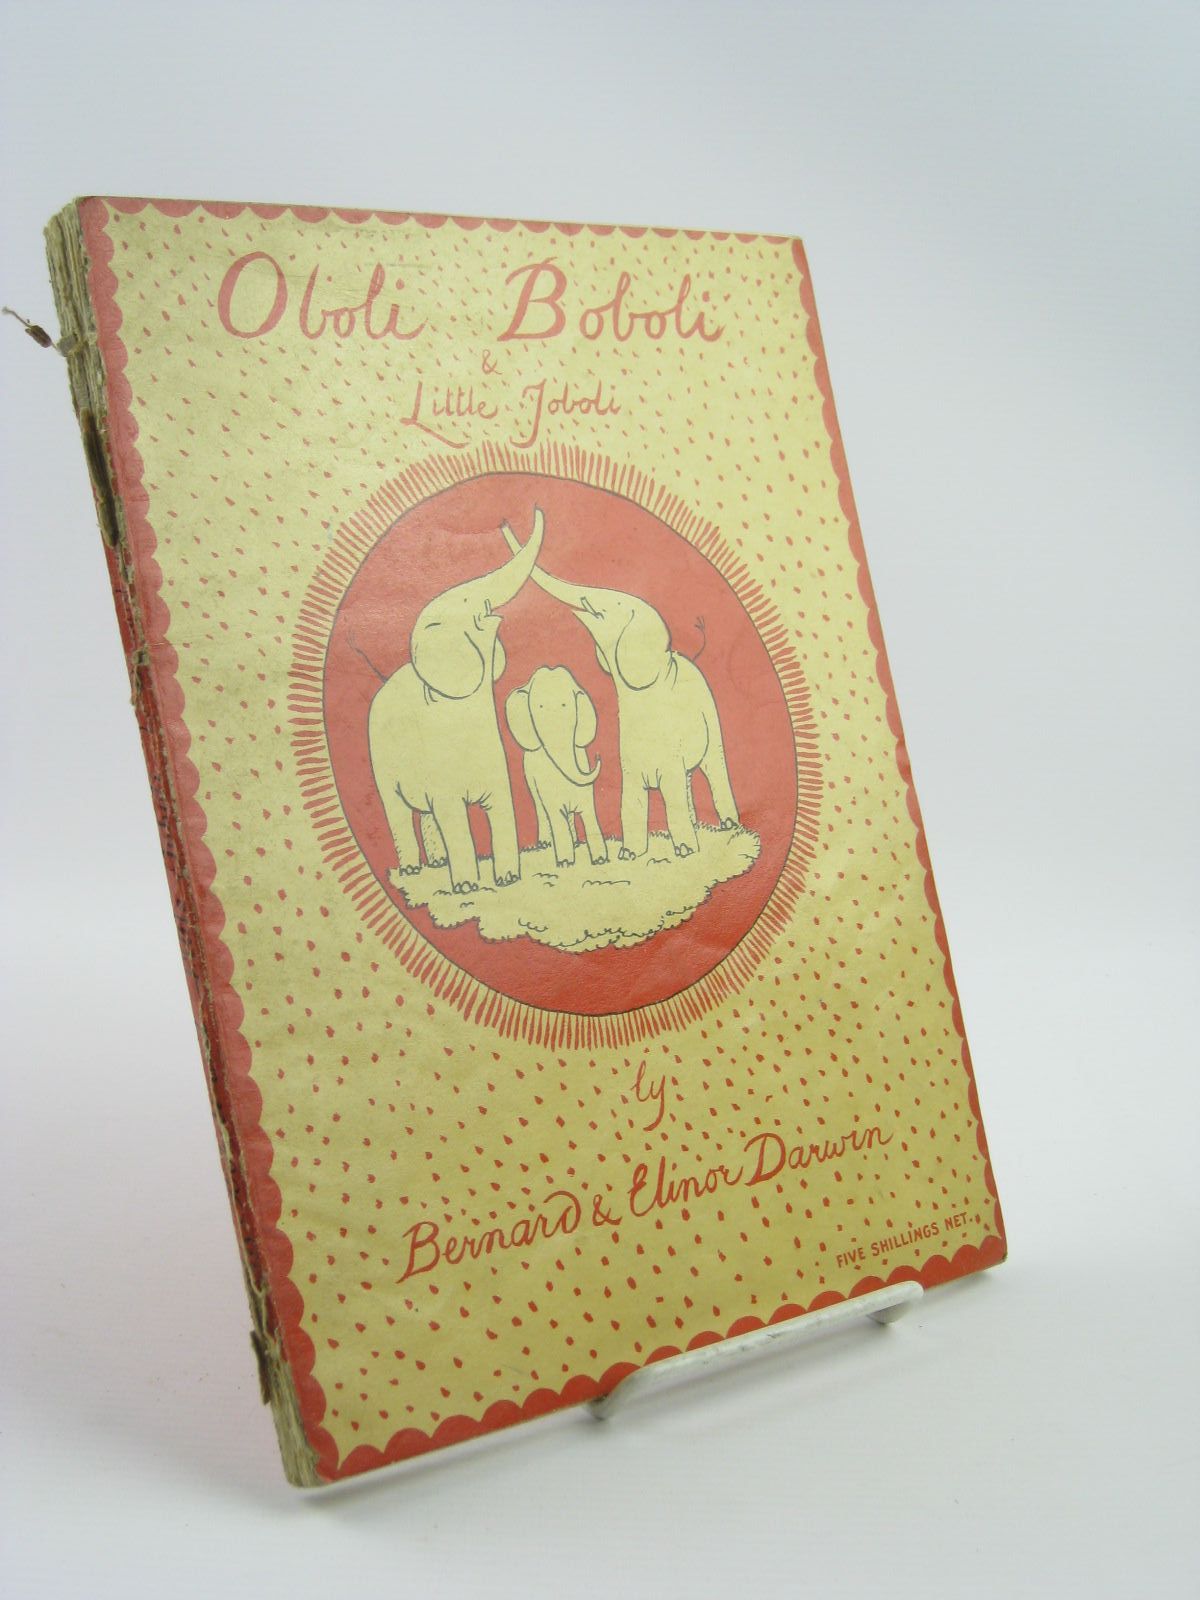 Oboli Boboli
&
Little Joboli
by
Bernard & Elinor Darwin
FIVE SHILLINGS NET.